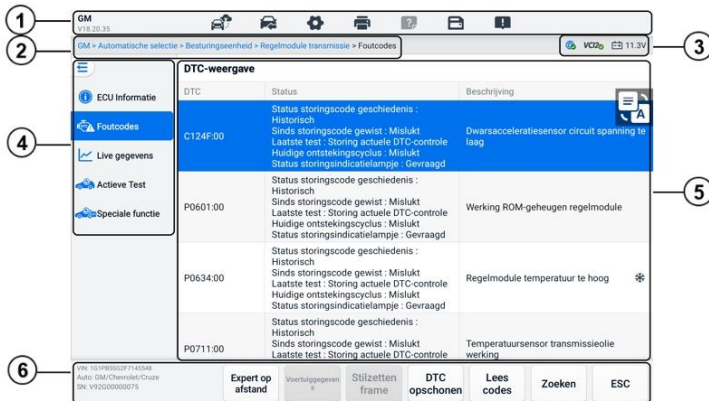 1
GM
V18.20.35
2
GM > Automatische selectie > Besturingseenheid > Regelmodule transmissie > Foutcodes
VCI2
11.3V
3
4
ECU Informatie
Foutcodes
Live gegevens
Actieve Test
Speciale functie
DTC-weergave
DTC Status Beschrijving
C124F:00
Status storingscode geschiedenis :
Historisch
Sinds storingscode gewist : Mislukt
Laatste test : Storing actuele DTC-controle
Huidige ontstekingscyclus : Mislukt
Status storingsindicatielampje : Gevraagd
Dwarsacceleratiesensor circuit spanning te
laag
A
P0601:00
Status storingscode geschiedenis :
Historisch
Sinds storingscode gewist : Mislukt
Laatste test : Storing actuele DTC-controle
Huidige ontstekingscyclus : Mislukt
Status storingsindicatielampje : Gevraagd
Werking ROM-geheugen regelmodule
5
P0634:00
Status storingscode geschiedenis :
Historisch
Sinds storingscode gewist : Mislukt
Laatste test : Storing actuele DTC-controle
Huidige ontstekingscyclus : Mislukt
Status storingsindicatielampje : Gevraagd
Regelmodule temperatuur te hoog
P0711:00
Status storingscode geschiedenis :
Historisch
Sinds storingscode gewist : Mislukt
Laatste test : Storing actuele DTC-controle
Temperatuursensor transmissieolie
werking
6
VIN: 1G1PB5SG2F7145548
Auto: GM/Chevrolet/Cruze
SN: V92G00000075
Expert op
afstand
Voertuiggegeven
s
Stilzetten
frame
DTC
opschonen
Lees
codes
Zoeken
ESC